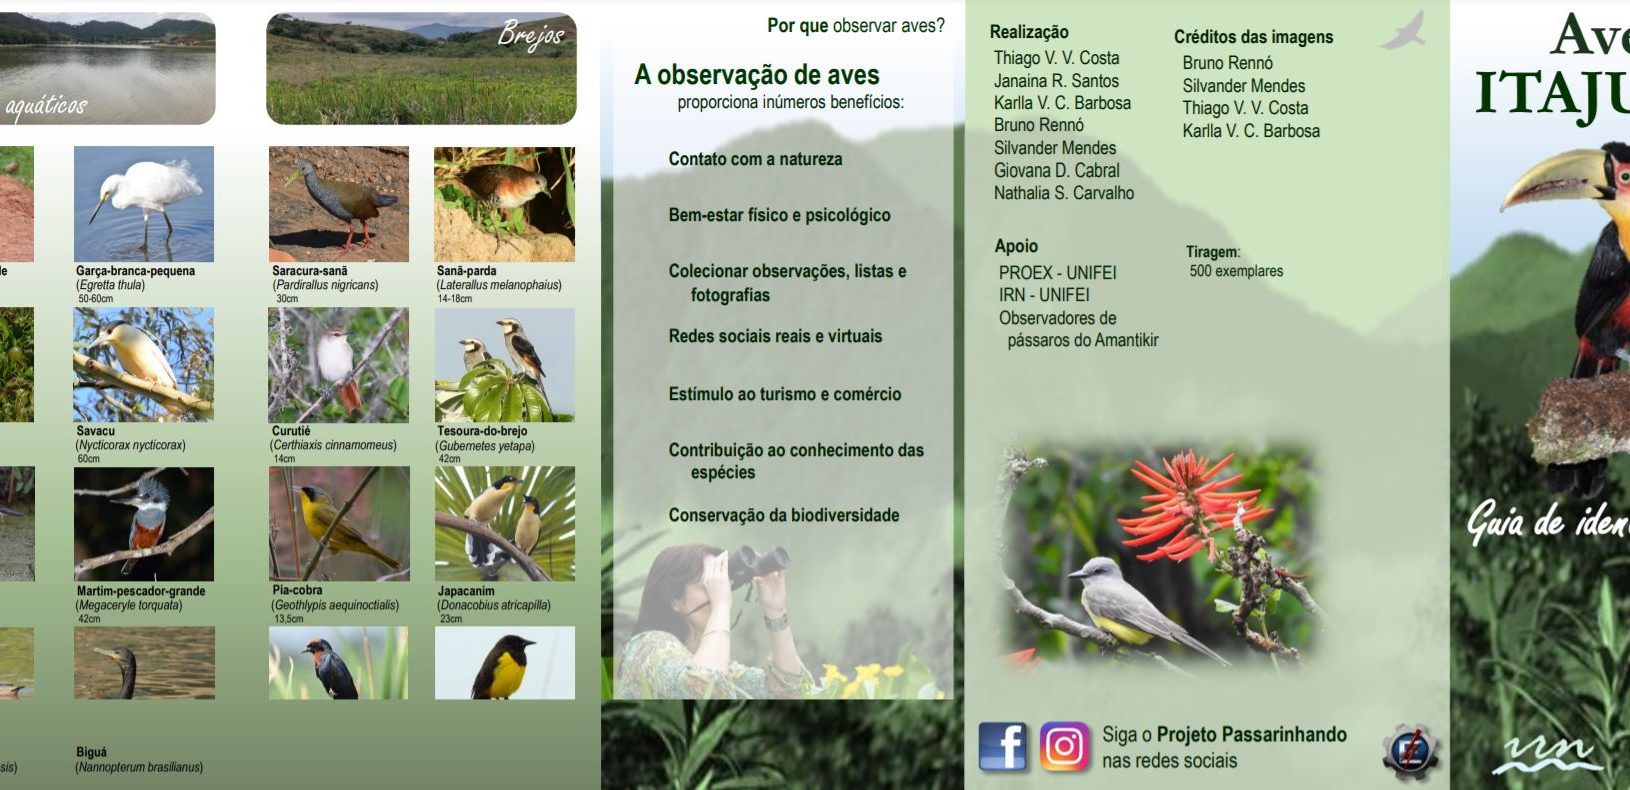 aquáticos
Brejos
le
Garça-branca-pequena
(Egretta thula)
50-60cm
Savacu
(Nycticorax nycticorax)
60cm
Martim-pescador-grande
(Megaceryle torquata)
42cm
sis)
Biguá
(Nannopterum brasilianus)
Saracura-sanã
(Pardirallus nigricans)
30cm
Sanã-parda
(Laterallus melanophaius)
14-18cm
Curutié
(Certhiaxis cinnamomeus)
14cm
Tesoura-do-brejo
(Gubernetes yetapa)
42cm
Pia-cobra
(Geothlypis aequinoctialis)
13,5cm
Japacanim
(Donacobius atricapilla)
23cm
Por que observar aves?
A observação de aves
proporciona inúmeros benefícios:
Contato com a natureza
Bem-estar físico e psicológico
Colecionar observações, listas e
fotografias
Redes sociais reais e virtuais
Estímulo ao turismo e comércio
Contribuição ao conhecimento das
espécies
Conservação da biodiversidade
Realização
Thiago V. V. Costa
Janaina R. Santos
Karlla V. C. Barbosa
Bruno Rennó
Silvander Mendes
Giovana D. Cabral
Nathalia S. Carvalho
Créditos das imagens
Bruno Rennó
Silvander Mendes
Thiago V. V. Costa
Karlla V. C. Barbosa
Apoio
PROEX - UNIFEI
IRN - UNIFEI
Observadores de
pássaros do Amantikir
Tiragem:
500 exemplares
Siga o Projeto Passarinhando
nas redes sociais
Ave
ITAJU
Guia de iden
irn